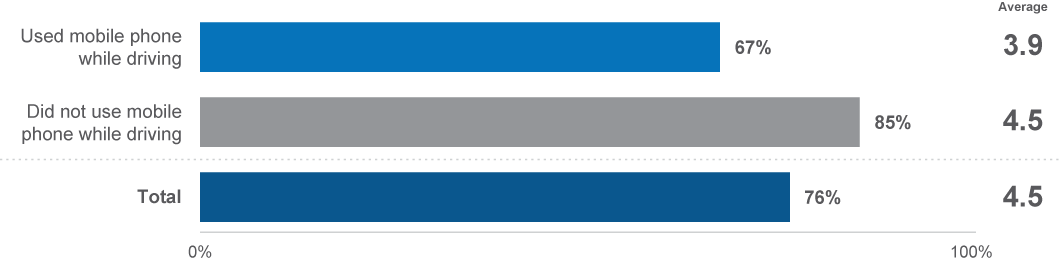 Average
Used mobile phone
while driving
67%
3.9
Did not use mobile
phone while driving
85%
4.5
Total
76%
4.5
0%
100%